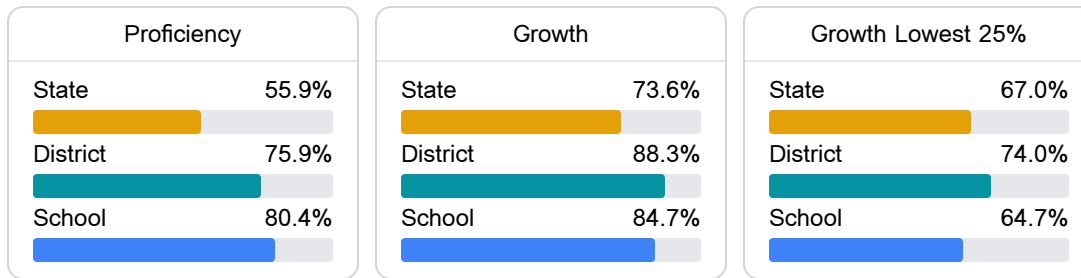 Proficiency
State 55.9%
District 75.9%
School 80.4%
Growth
State 73.6%
District 88.3%
School 84.7%
Growth Lowest 25%
State 67.0%
District 74.0%
School 64.7%